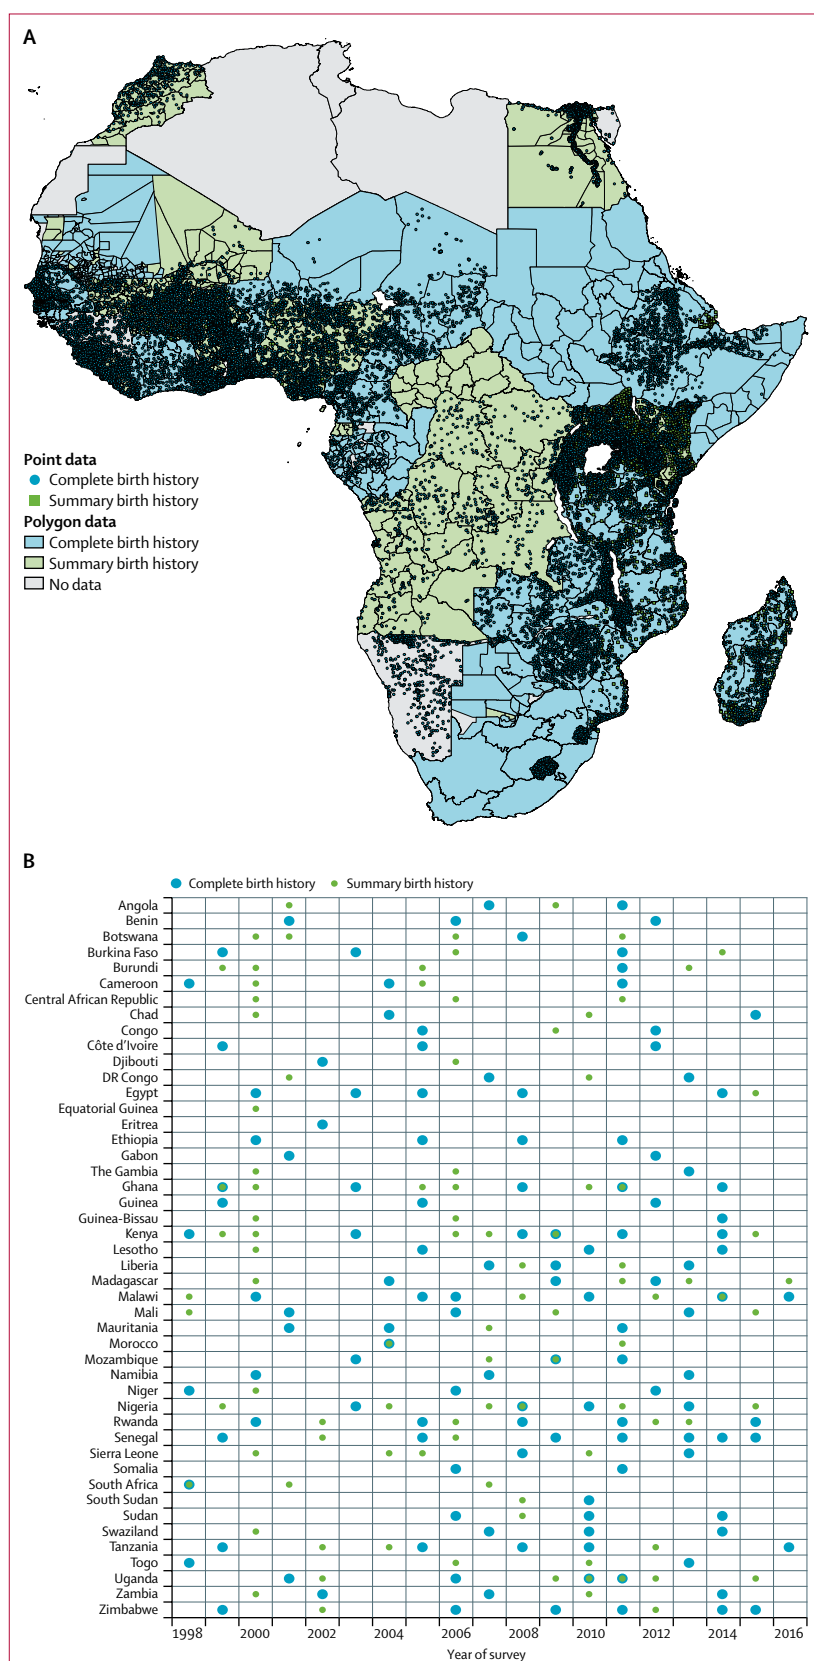 A
Point data
Complete birth history
Summary birth history
Polygon data
Complete birth history
Summary birth history
No data
B
Complete birth history Summary birth history
Angola
Benin
Botswana
Burkina Faso
Burundi
Cameroon
Central African Republic
Chad
Congo
Côte d'Ivoire
Djibouti
DR Congo
Egypt
Equatorial Guinea
Eritrea
Ethiopia
Gabon
The Gambia
Ghana
Guinea
Guinea-Bissau
Kenya
Lesotho
Liberia
Madagascar
Malawi
Mali
Mauritania
Morocco
Mozambique
Namibia
Niger
Nigeria
Rwanda
Senegal
Sierra Leone
Somalia
South Africa
South Sudan
Sudan
Swaziland
Tanzania
Togo
Uganda
Zambia
Zimbabwe
1998 2000 2002 2004 2006 2008 2010 2012 2014 2016
Year of survey